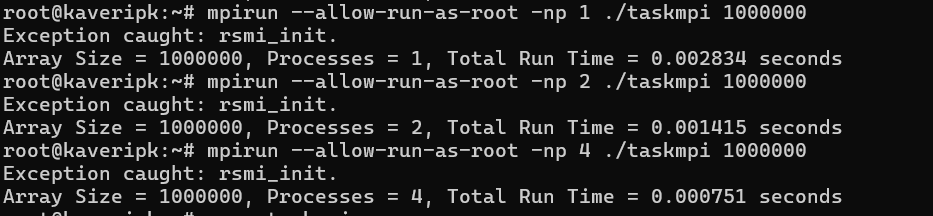 root@kaveripk:~# mpirun --allow-run-as-root -np 1 ./taskmpi 1000000
Exception caught: rsmi_init.
Array Size = 1000000, Processes = 1, Total Run Time = 0.002834 seconds
root@kaveripk:~# mpirun --allow-run-as-root -np 2 ./taskmpi 1000000
Exception caught: rsmi_init.
Array Size = 1000000, Processes = 2, Total Run Time = 0.001415 seconds
root@kaveripk:~# mpirun --allow-run-as-root -np 4 ./taskmpi 1000000
Exception caught: rsmi_init.
Array Size = 1000000, Processes = 4, Total Run Time = 0.000751 seconds
root@kaveripk:~#